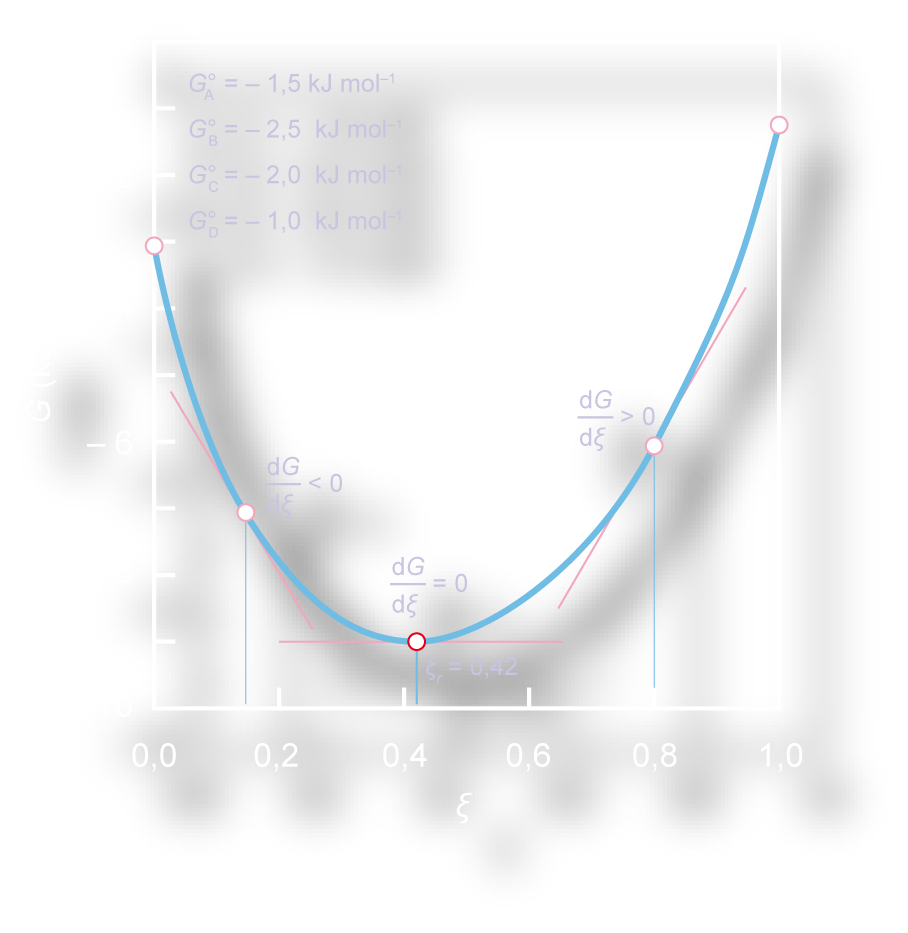 G°A = – 1,5 kJ mol–1
G°B = – 2,5 kJ mol–1
G°C = – 2,0 kJ mol–1
G°D = – 1,0 kJ mol–1
dG/dξ > 0
– 6
dG/dξ < 0
dG/dξ = 0
ξr = 0,42
0,0 0,2 0,4 0,6 0,8 1,0
ξ